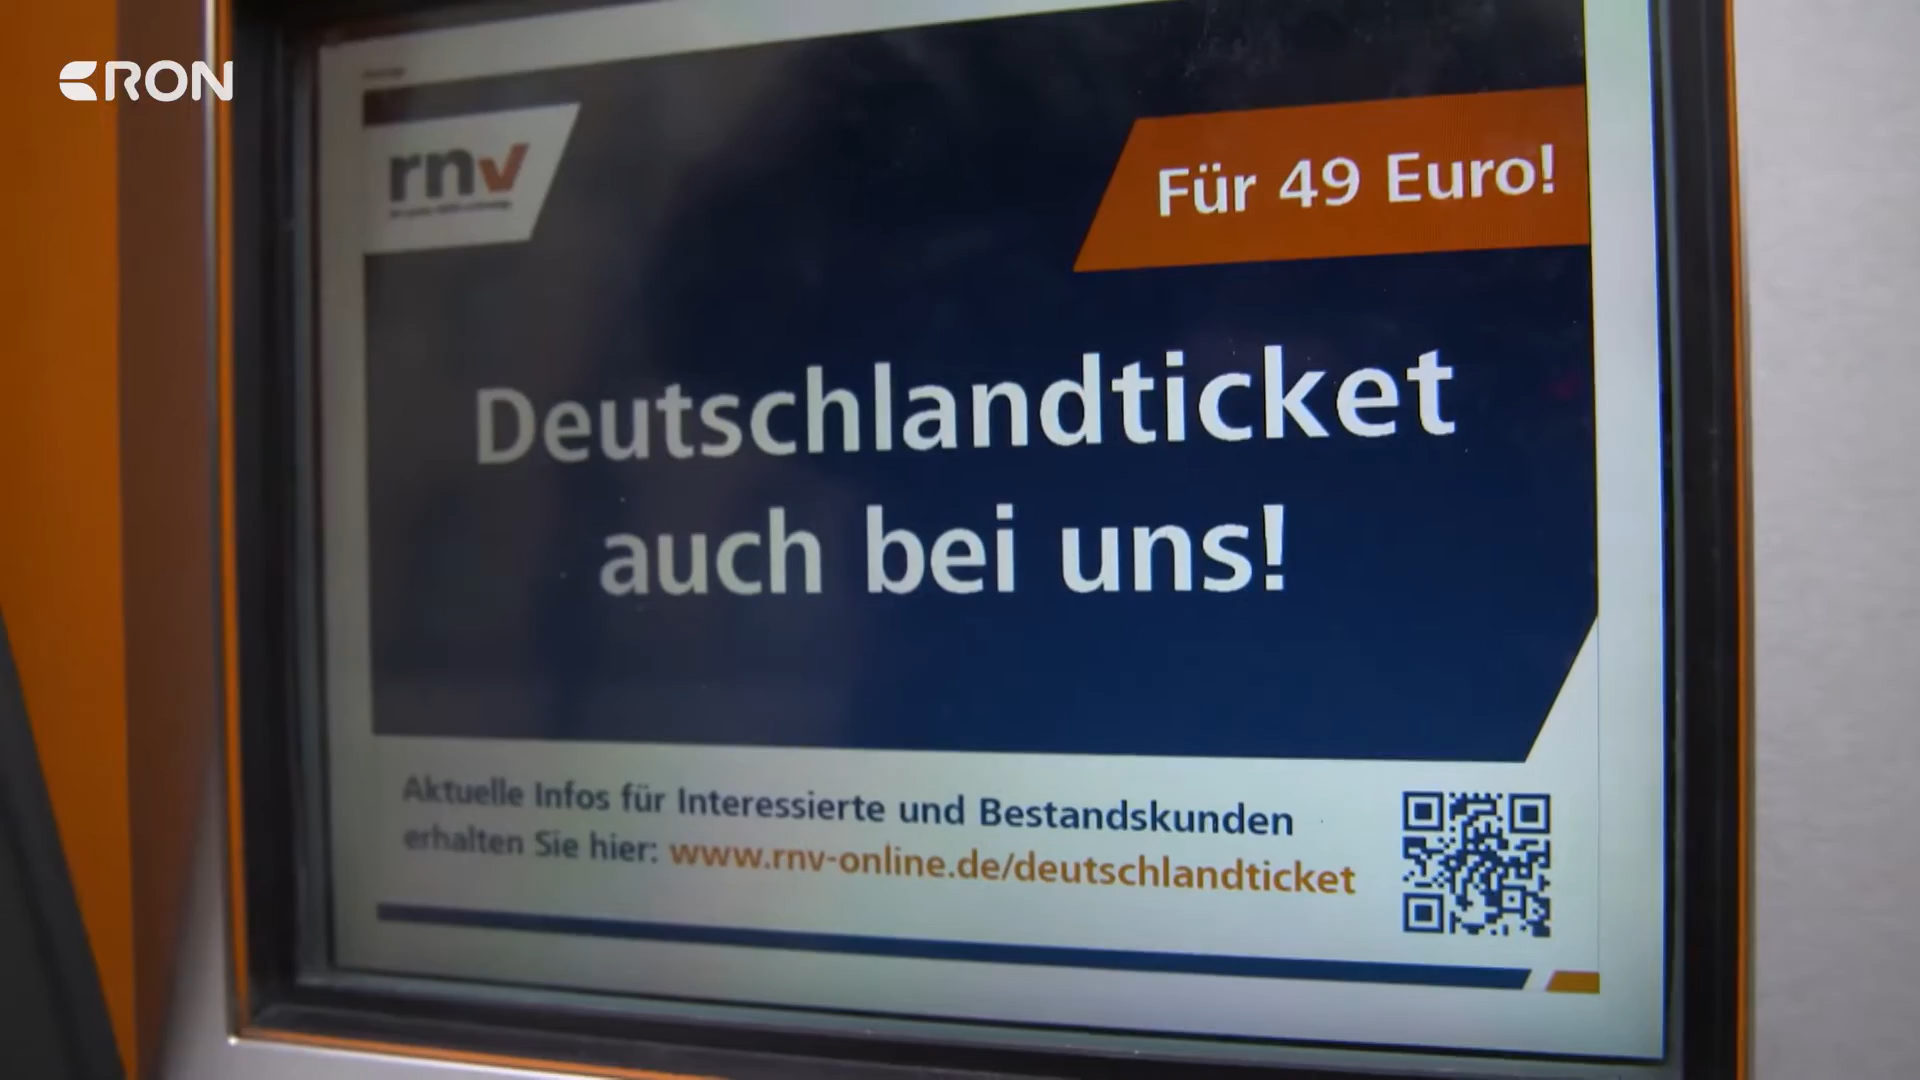 RON
rnv
Für 49 Euro!
Deutschlandticket
auch bei uns!
Aktuelle Infos für Interessierte und Bestandskunden
erhalten Sie hier: www.rnv-online.de/deutschlandticket